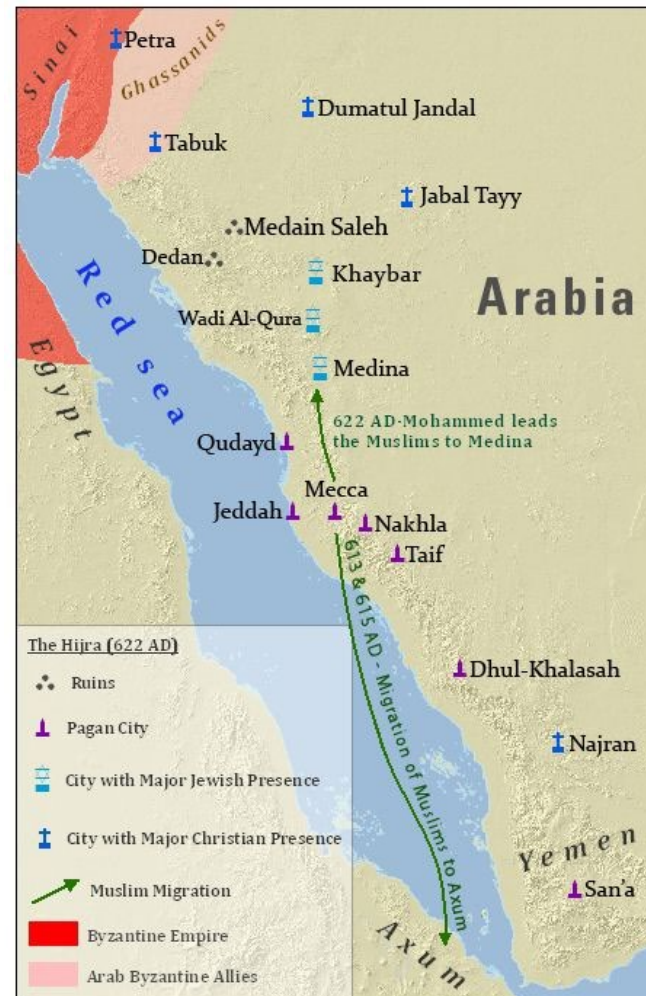 Petra
Sinai
Ghassanids
Dumatul Jandal
Tabuk
Jabal Tayy
Medain Saleh
Dedan
Khaybar
Arabia
Red sea
Wadi Al-Qura
Egypt
Medina
622 AD-Mohammed leads
the Muslims to Medina
Qudayd
Mecca
Jeddah
Nakhla
Taif
613 & 615 AD - Migration of Muslims to Axum
The Hijra (622 AD)
Ruins
Dhul-Khalasah
Pagan City
Najran
City with Major Jewish Presence
City with Major Christian Presence
Yemen
Muslim Migration
San'a
Byzantine Empire
Axum
Arab Byzantine Allies